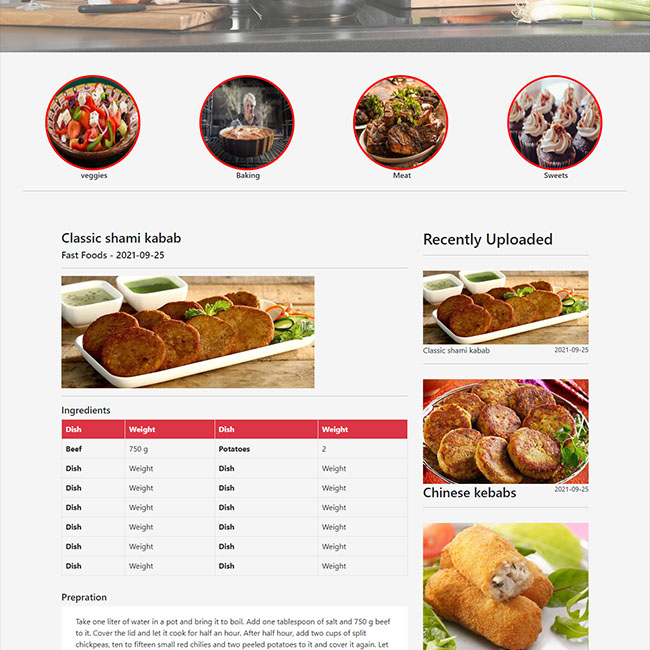 veggies
Baking
Meat
Sweets
Classic shami kabab
Fast Foods - 2021-09-25
Ingredients
Dish Weight Dish Weight
Beef 750 g Potatoes 2
Dish Weight Dish Weight
Dish Weight Dish Weight
Dish Weight Dish Weight
Dish Weight Dish Weight
Dish Weight Dish Weight
Dish Weight Dish Weight
Prepration
Take one liter of water in a pot and bring it to boil. Add one tablespoon of salt and 750 g beef
to it. Cover the lid and let it cook for half an hour. After half hour, add two cups of split
chickpeas, ten to fifteen small red chilies and two peeled potatoes to it and cover it again. Let
Recently Uploaded
Classic shami kabab 2021-09-25
Chinese kebabs 2021-09-25